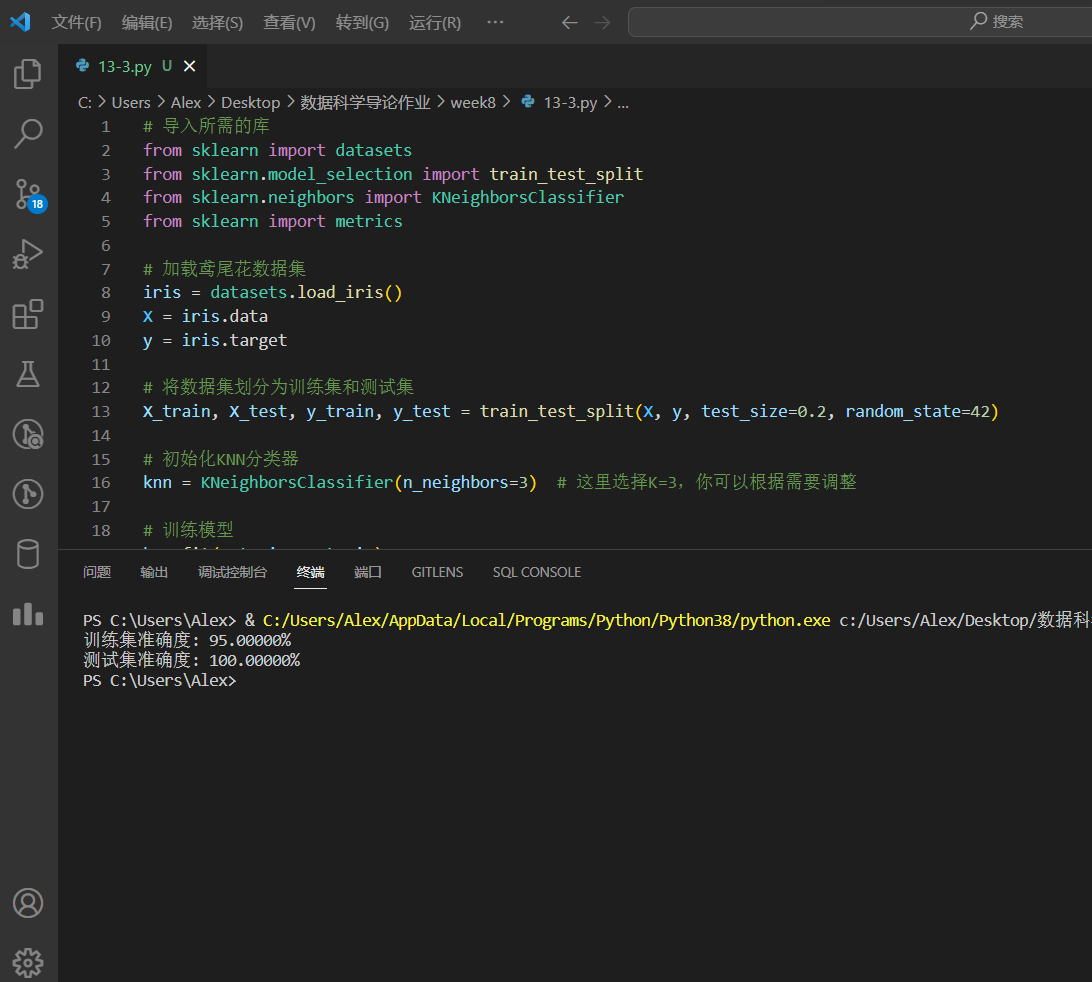 文件(F) 编辑(E) 选择(S) 查看(V) 转到(G) 运行(R) ··· 搜索
13-3.py U
C: > Users > Alex > Desktop > 数据科学导论作业 > week8 > 13-3.py > ...
1 # 导入所需的库
2 from sklearn import datasets
3 from sklearn.model_selection import train_test_split
4 from sklearn.neighbors import KNeighborsClassifier
5 from sklearn import metrics
6
7 # 加载鸢尾花数据集
8 iris = datasets.load_iris()
9 X = iris.data
10 y = iris.target
11
12 # 将数据集划分为训练集和测试集
13 X_train, X_test, y_train, y_test = train_test_split(X, y, test_size=0.2, random_state=42)
14
15 # 初始化KNN分类器
16 knn = KNeighborsClassifier(n_neighbors=3) # 这里选择K=3，你可以根据需要调整
17
18 # 训练模型
18
问题 输出 调试控制台 终端 端口 GITLENS SQL CONSOLE
PS C:\Users\Alex> & C:/Users/Alex/AppData/Local/Programs/Python/Python38/python.exe c:/Users/Alex/Desktop/数据科
训练集准确度: 95.00000%
测试集准确度: 100.00000%
PS C:\Users\Alex>